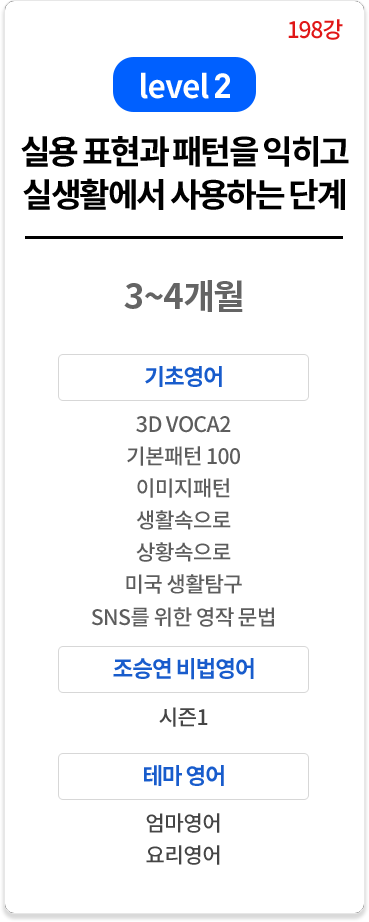 198강
level 2
실용 표현과 패턴을 익히고
실생활에서 사용하는 단계
3~4개월
기초영어
3D VOCA2
기본패턴 100
이미지패턴
생활속으로
상황속으로
미국 생활탐구
SNS를 위한 영작 문법
조승연 비법영어
시즌1
테마 영어
엄마영어
요리영어